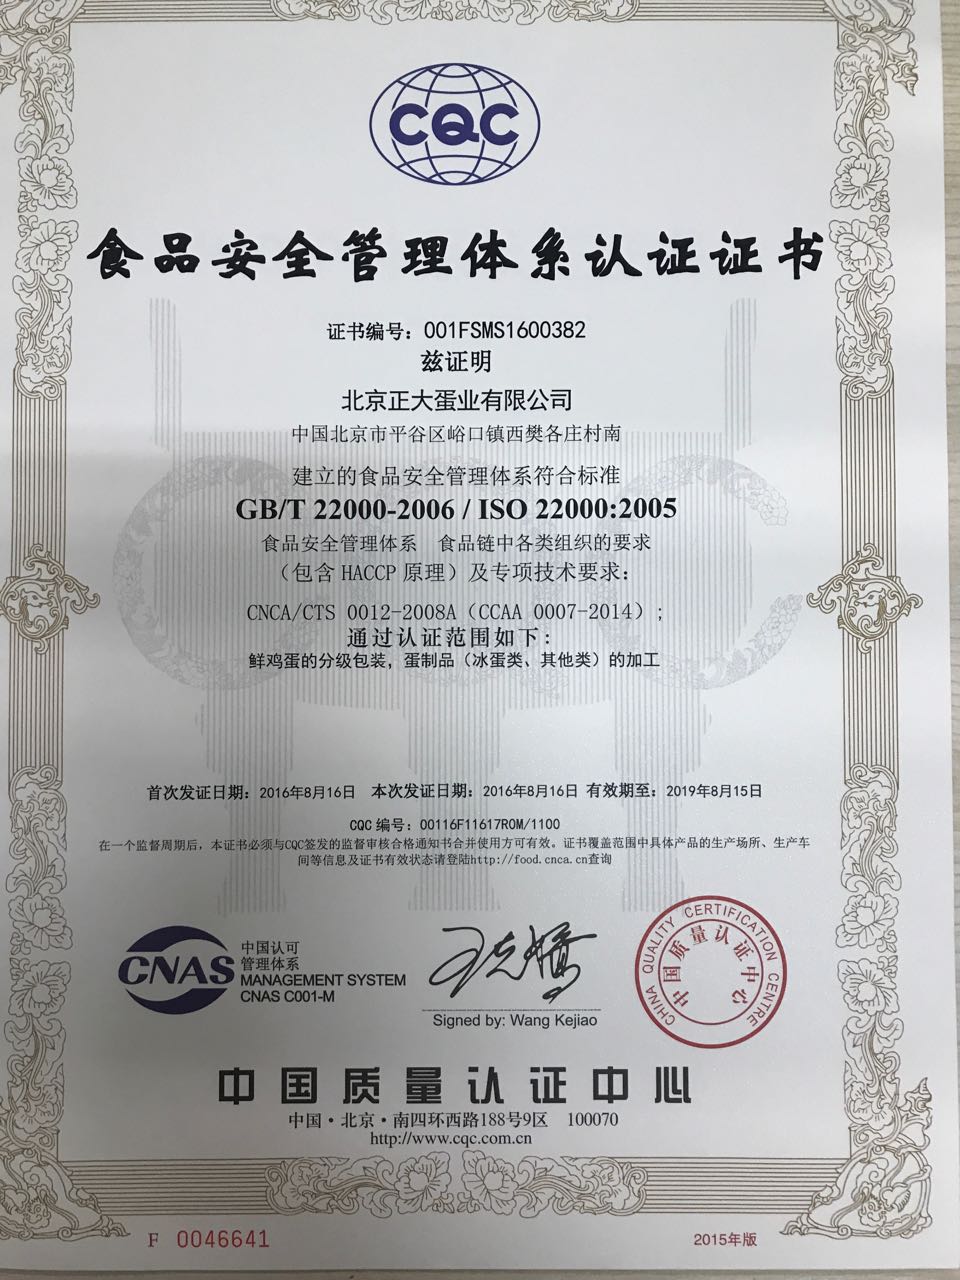 CQC
食品安全管理体系认证证书
证书编号：001FSMS1600382
兹证明
北京正大蛋业有限公司
中国北京市平谷区峪口镇西樊各庄村南
建立的食品安全管理体系符合标准
GB/T 22000-2006 / ISO 22000:2005
食品安全管理体系 食品链中各类组织的要求
（包含 HACCP 原理）及专项技术要求：
CNCA/CTS 0012-2008A（CCAA 0007-2014）;
通过认证范围如下：
鲜鸡蛋的分级包装，蛋制品（冰蛋类、其他类）的加工
首次发证日期：2016年8月16日 本次发证日期：2016年8月16日 有效期至：2019年8月15日
CQC 编号：00116F11617R0M/1100
在一个监督周期后，本证书必须与CQC签发的监督审核合格通知书合并使用方可有效。证书覆盖范围中具体产品的生产场所、生产车
间等信息及证书有效状态请登陆http://food.cnca.cn查询
CNAS
中国认可
管理体系
MANAGEMENT SYSTEM
CNAS C001-M
王克娇
Signed by: Wang Kejiao
CHINA QUALITY CERTIFICATION CENTRE
中国质量认证中心
中国质量认证中心
中国·北京·南四环西路188号9区 100070
http://www.cqc.com.cn
F 0046641
2015年版